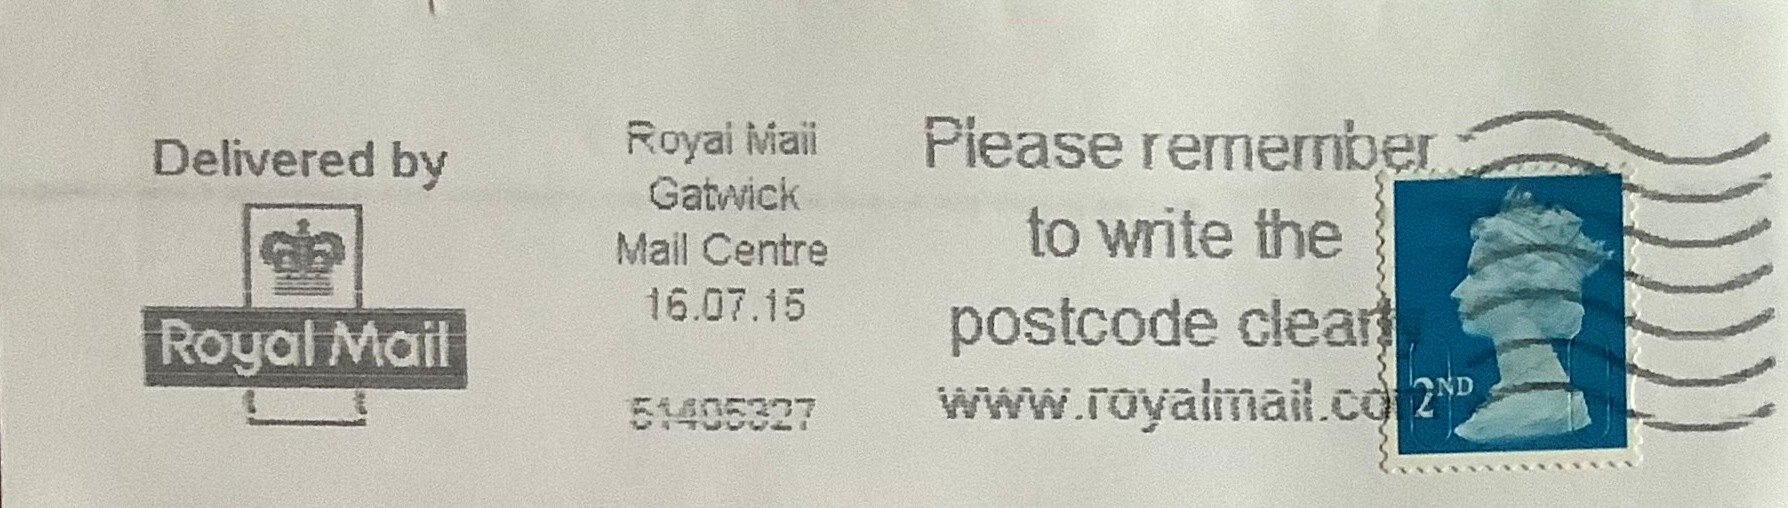 Delivered by
Royal Mail
Royal Mail
Gatwick
Mail Centre
16.07.15
51405327
Please remember
to write the
postcode clearl
www.royalmail.co
2ND